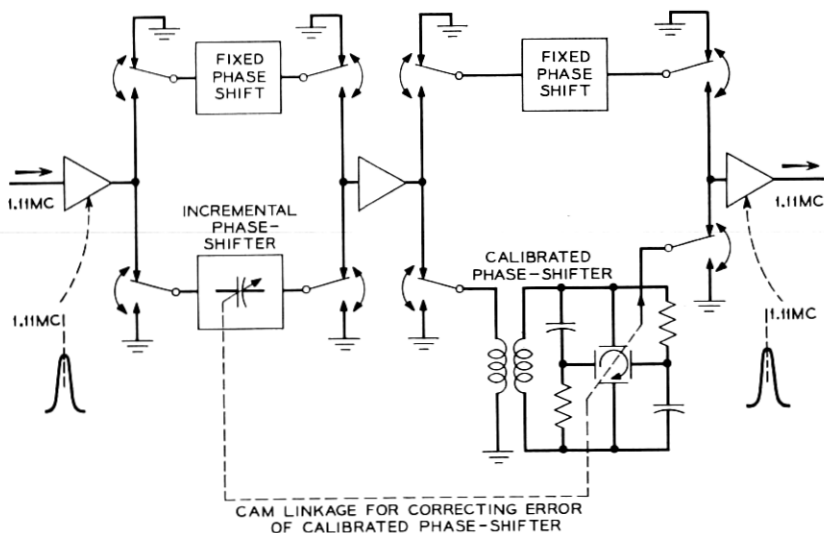 FIXED
PHASE
SHIFT
FIXED
PHASE
SHIFT
1.11MC
1.11MC
INCREMENTAL
PHASE-
SHIFTER
CALIBRATED
PHASE-SHIFTER
1.11MC
1.11MC
CAM LINKAGE FOR CORRECTING ERROR
OF CALIBRATED PHASE-SHIFTER